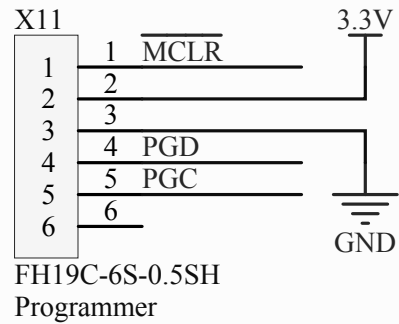 X11
3.3V
1 1 MCLR
2 2
3 3
4 4 PGD
5 5 PGC
6 6
GND
FH19C-6S-0.5SH
Programmer